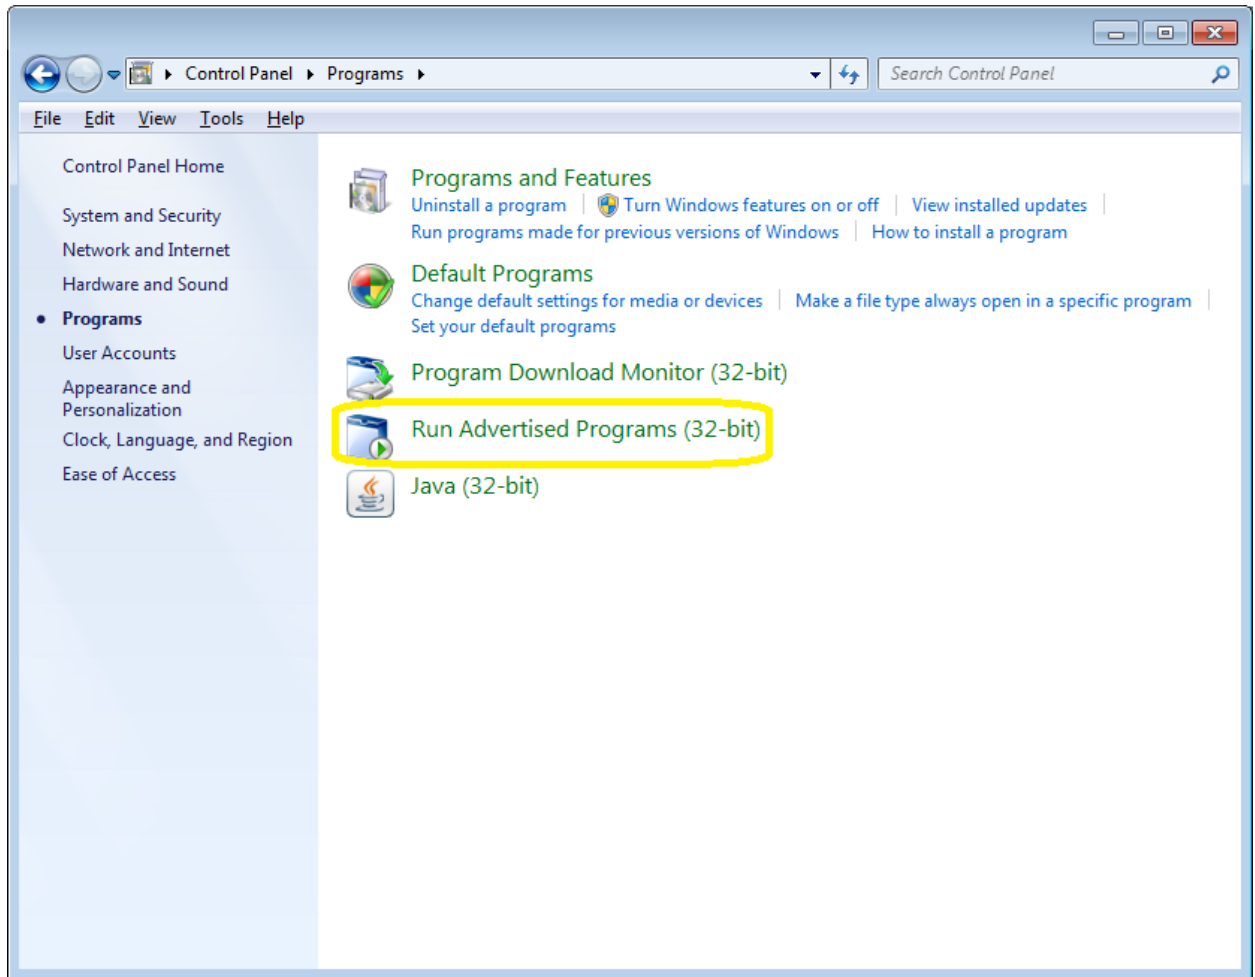 Control Panel Programs
Search Control Panel
File Edit View Tools Help
Control Panel Home
System and Security
Network and Internet
Hardware and Sound
Programs
User Accounts
Appearance and
Personalization
Clock, Language, and Region
Ease of Access
Programs and Features
Uninstall a program Turn Windows features on or off View installed updates
Run programs made for previous versions of Windows How to install a program
Default Programs
Change default settings for media or devices Make a file type always open in a specific program
Set your default programs
Program Download Monitor (32-bit)
Run Advertised Programs (32-bit)
Java (32-bit)